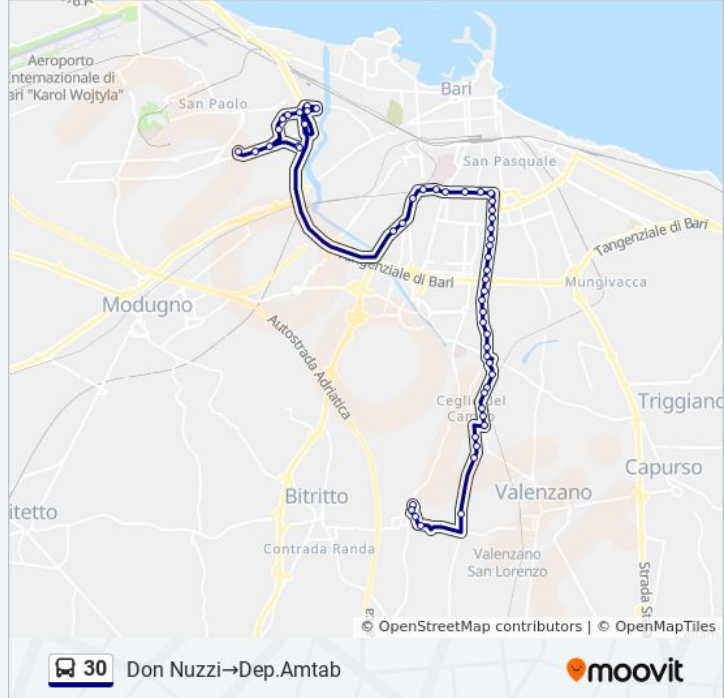 Aeroporto
Internazionale di
ari "Karol Wojtyla"
San Paolo
Bari
San Pasquale
Tangenziale di Bari
Tangenziale di Bari
Mungivacca
Modugno
Autostrada Adriatica
Ceglie del
Campo
Triggiano
Capurso
Bitritto
Valenzano
itetto
Contrada Randa
Valenzano
San Lorenzo
Strada St
© OpenStreetMap contributors | © OpenMapTiles
30 Don Nuzzi→Dep.Amtab
moovit